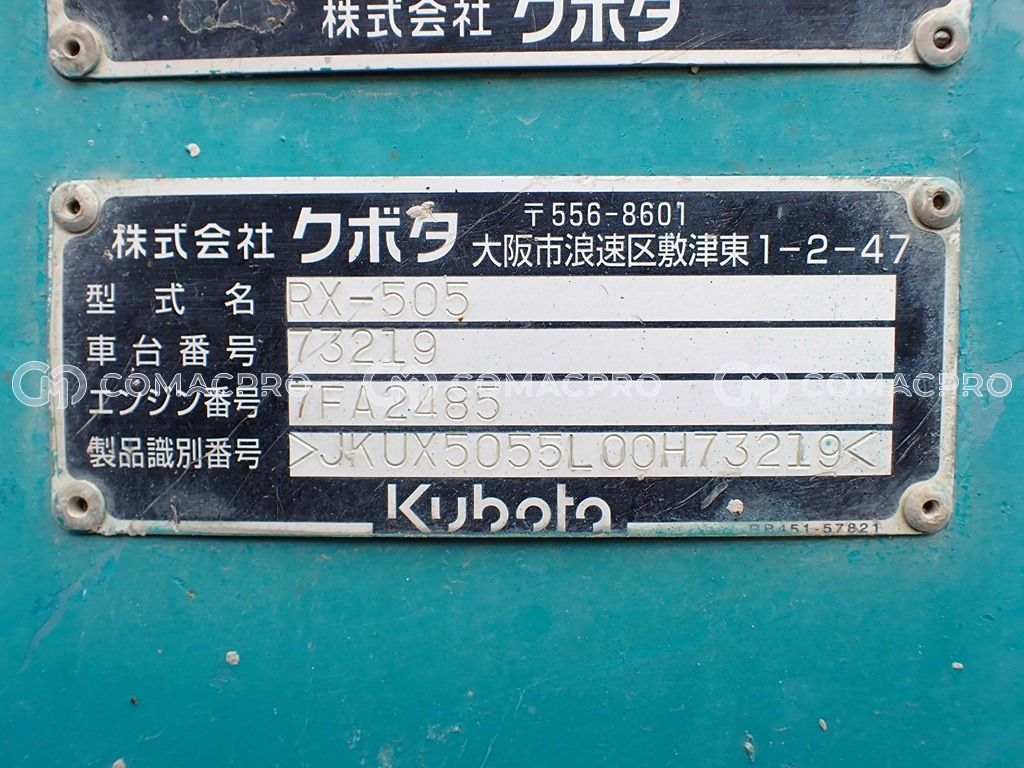 株式会社 クボタ
株式会社 クボタ 〒556-8601
大阪市浪速区敷津東1-2-47
型式名 RX-505
車台番号 73219
エンジン番号 7FA2485
製品識別番号 >JKUX5055L00H73219<
Kubota
RP451-57821
COMACPRO COMACPRO COMACPRO